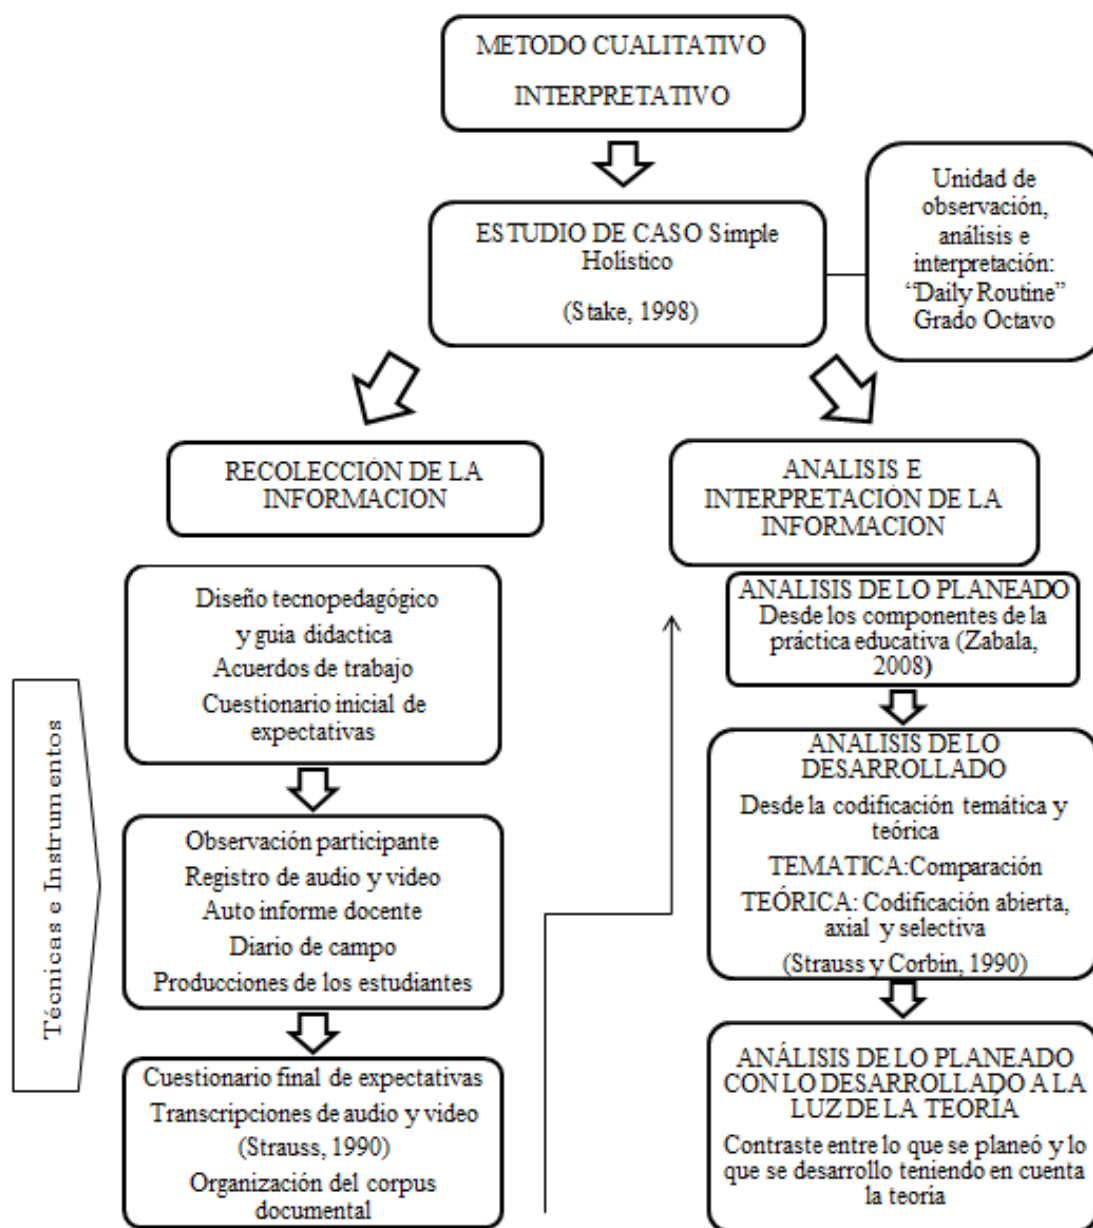 METODO CUALITATIVO
INTERPRETATIVO
ESTUDIO DE CASO Simple
Holístico
(Stake, 1998)
Unidad de
observación,
análisis e
interpretación:
“Daily Routine”
Grado Octavo
RECOLECCIÓN DE LA
INFORMACION
Diseño tecnopedagógico
y guia didactica
Acuerdos de trabajo
Cuestionario inicial de
expectativas
Técnicas e Instrumentos
Observación participante
Registro de audio y video
Auto informe docente
Diario de campo
Producciones de los estudiantes
Cuestionario final de expectativas
Transcripciones de audio y video
(Strauss, 1990)
Organización del corpus
documental
ANALISIS E
INTERPRETACIÓN DE LA
INFORMACION
ANALISIS DE LO PLANEADO
Desde los componentes de la
práctica educativa (Zabala,
2008)
ANALISIS DE LO
DESARROLLADO
Desde la codificación temática y
teórica
TEMATICA:Comparación
TEÓRICA: Codificación abierta,
axial y selectiva
(Strauss y Corbin, 1990)
ANÁLISIS DE LO PLANEADO
CON LO DESARROLLADO A LA
LUZ DE LA TEORÍA
Contraste entre lo que se planeó y lo
que se desarrollo teniendo en cuenta
la teoría